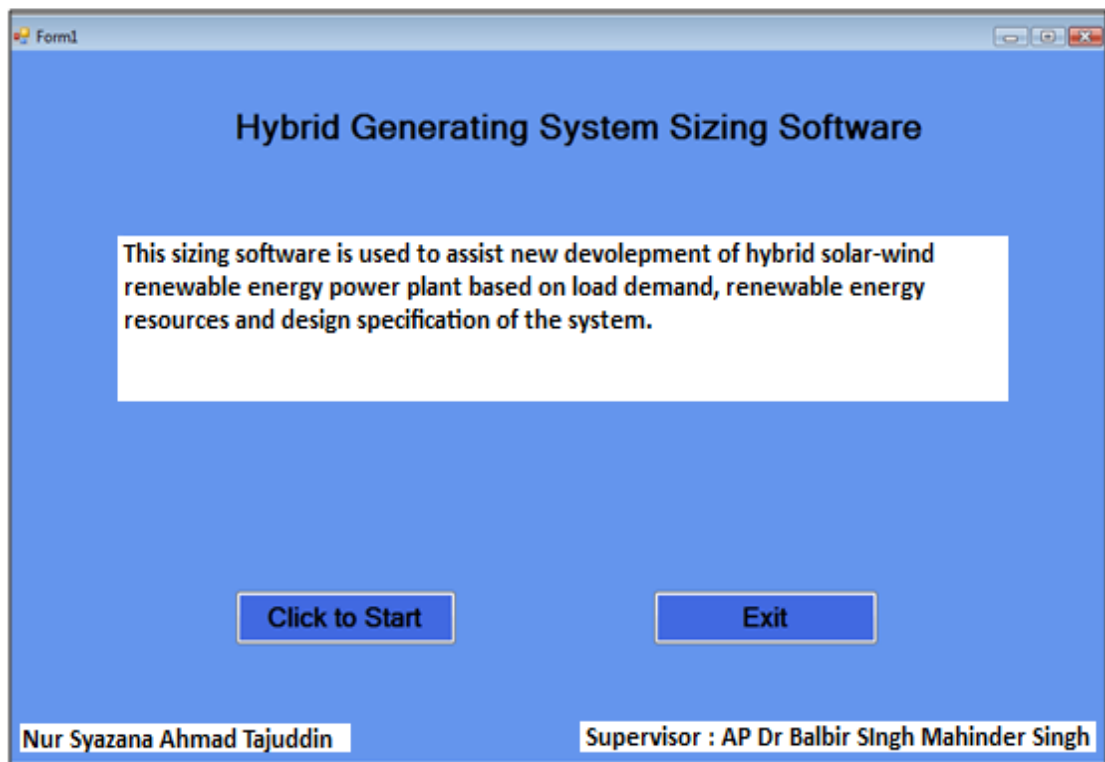 Form1
Hybrid Generating System Sizing Software
This sizing software is used to assist new devolepment of hybrid solar-wind
renewable energy power plant based on load demand, renewable energy
resources and design specification of the system.
Click to Start
Exit
Nur Syazana Ahmad Tajuddin
Supervisor : AP Dr Balbir SIngh Mahinder Singh